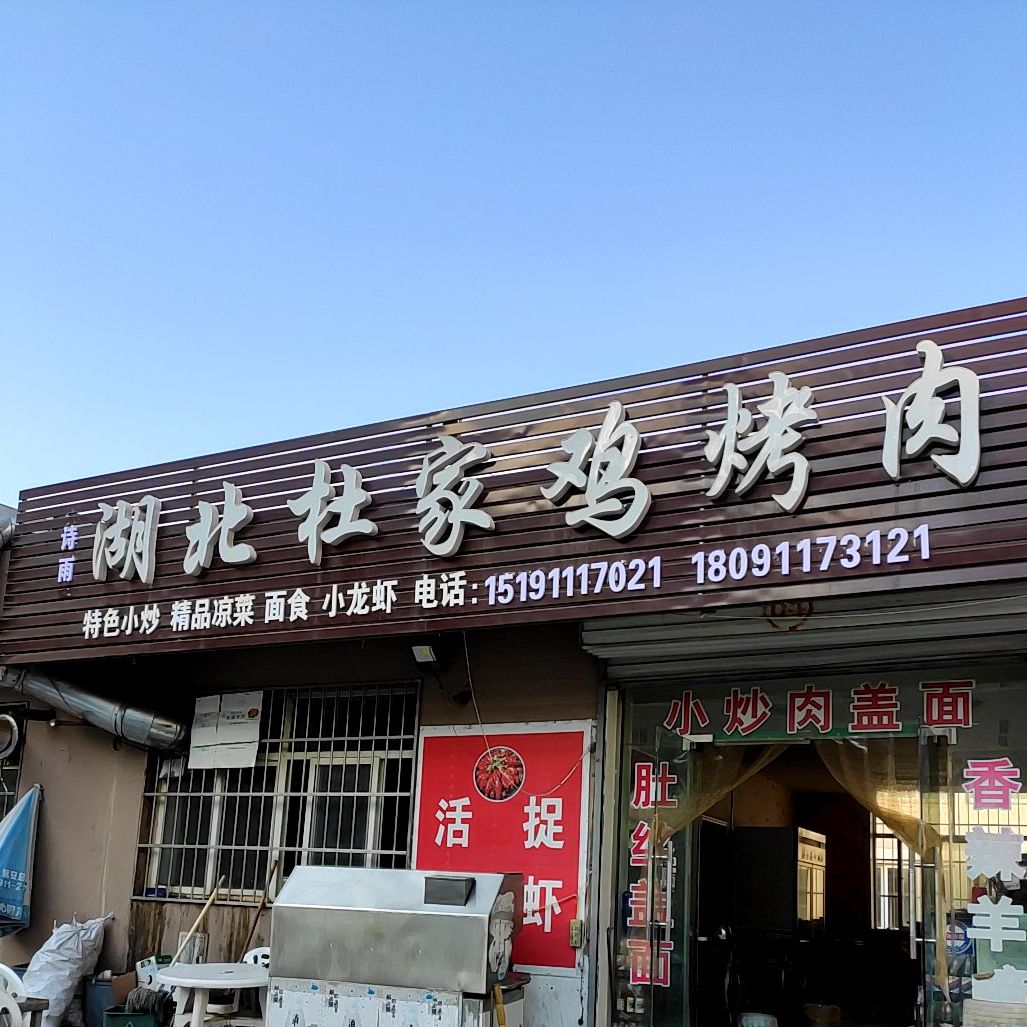 诗雨
湖北杜家鸡烤肉
特色小炒 精品凉菜 面食 小龙虾 电话:15191117021 18091173121
小炒肉盖面
肚丝盖面
香菜羊
活捉
虾